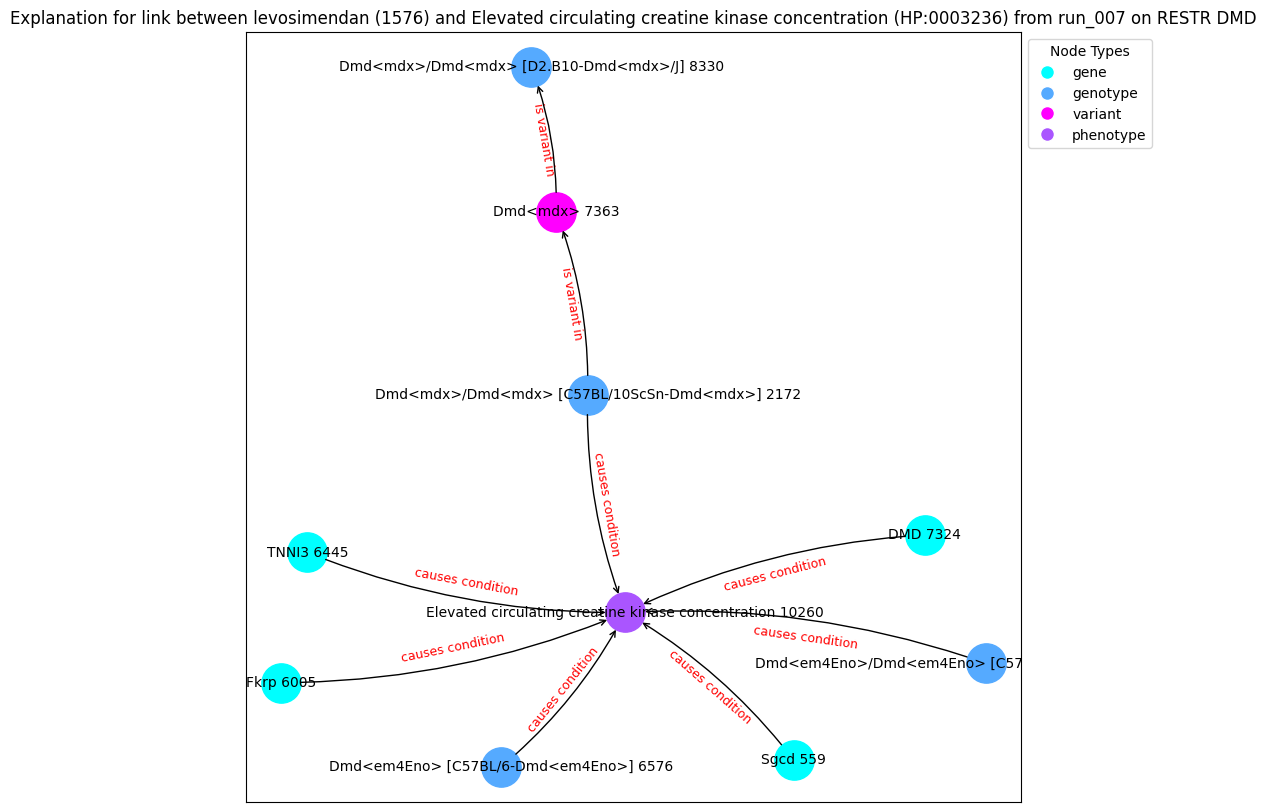 Explanation for link between levosimendan (1576) and Elevated circulating creatine kinase concentration (HP:0003236) from run_007 on RESTR DMD
Node Types
gene
genotype
variant
phenotype
Dmd<mdx>/Dmd<mdx> [D2.B10-Dmd<mdx>/J] 8330
is variant in
Dmd<mdx> 7363
is variant in
Dmd<mdx>/Dmd<mdx> [C57BL/10ScSn-Dmd<mdx>] 2172
causes condition
DMD 7324
TNNI3 6445
causes condition
causes condition
Elevated circulating creatine kinase concentration 10260
causes condition
causes condition
Dmd<em4Eno>/Dmd<em4Eno> [C57
Fkrp 6005
causes condition
causes condition
Sgcd 559
Dmd<em4Eno> [C57BL/6-Dmd<em4Eno>] 6576